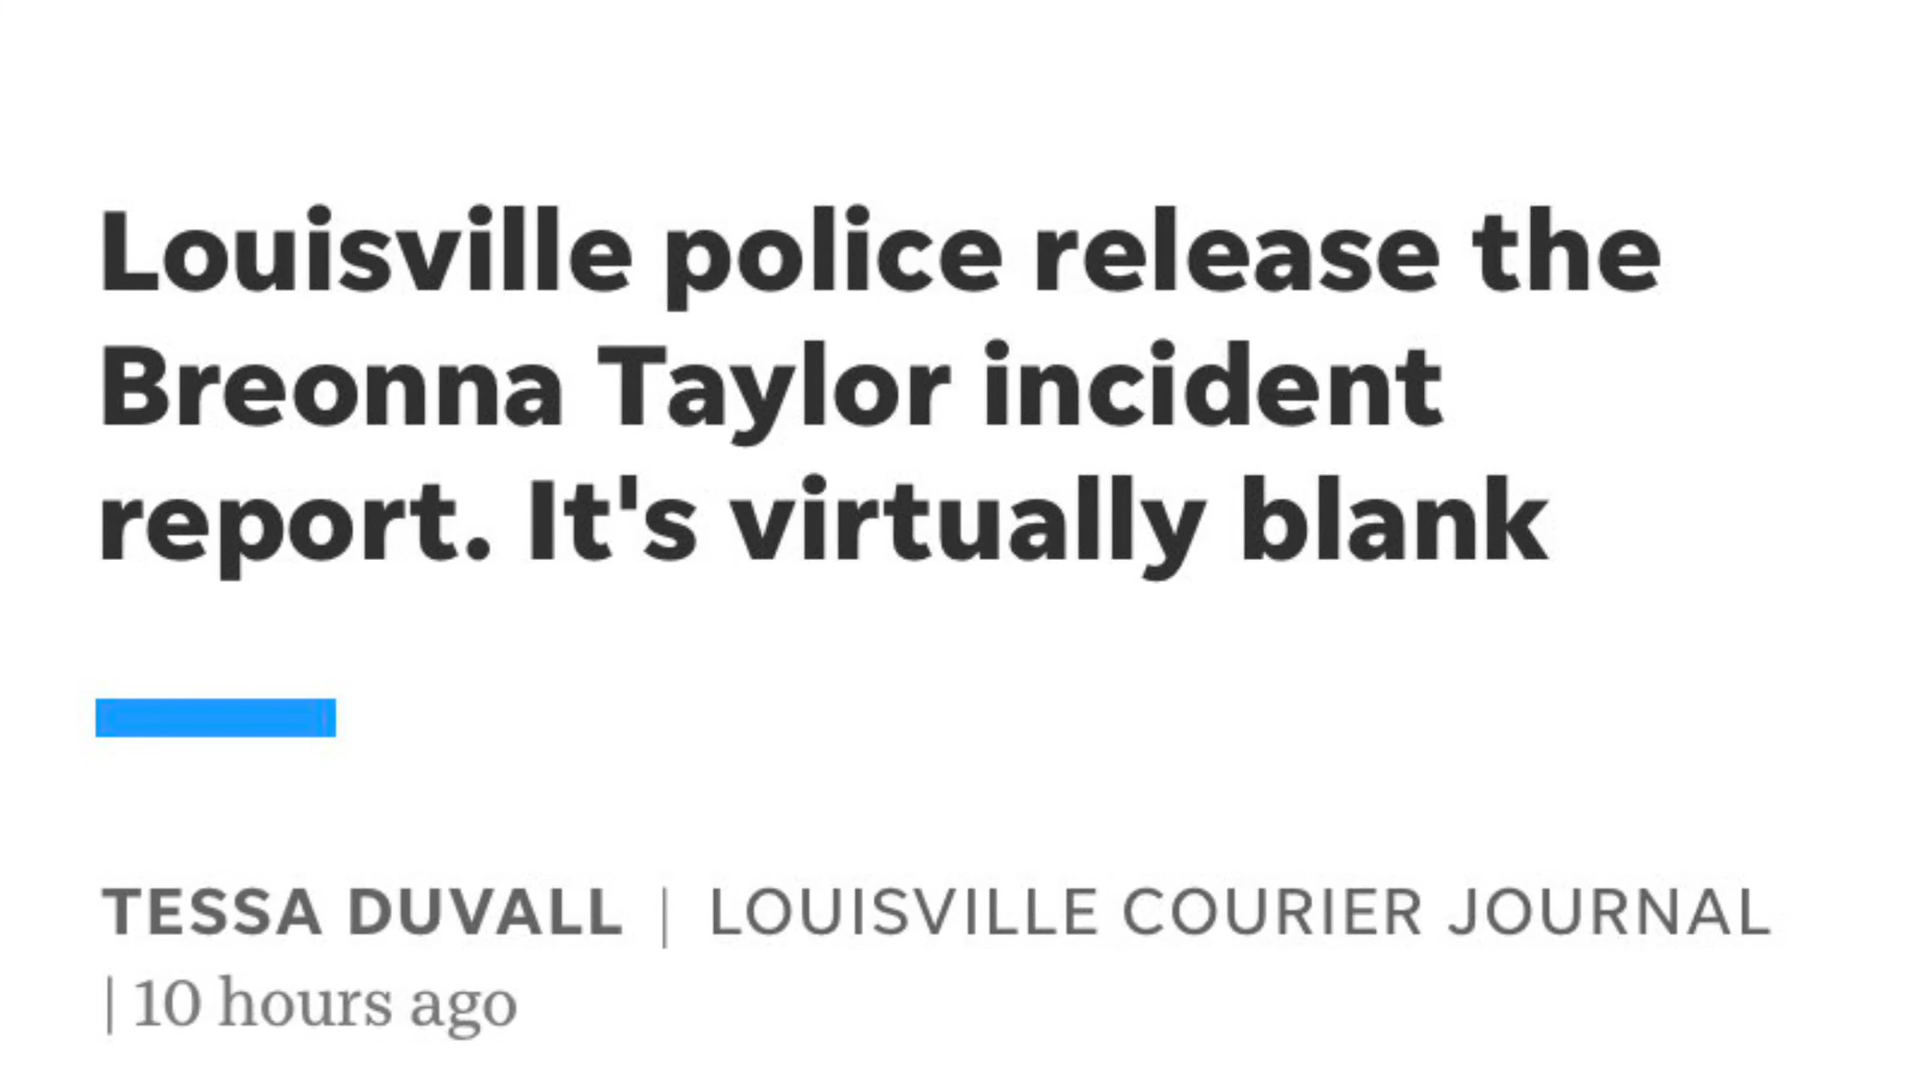 Louisville police release the
Breonna Taylor incident
report. It's virtually blank
TESSA DUVALL | LOUISVILLE COURIER JOURNAL
| 10 hours ago